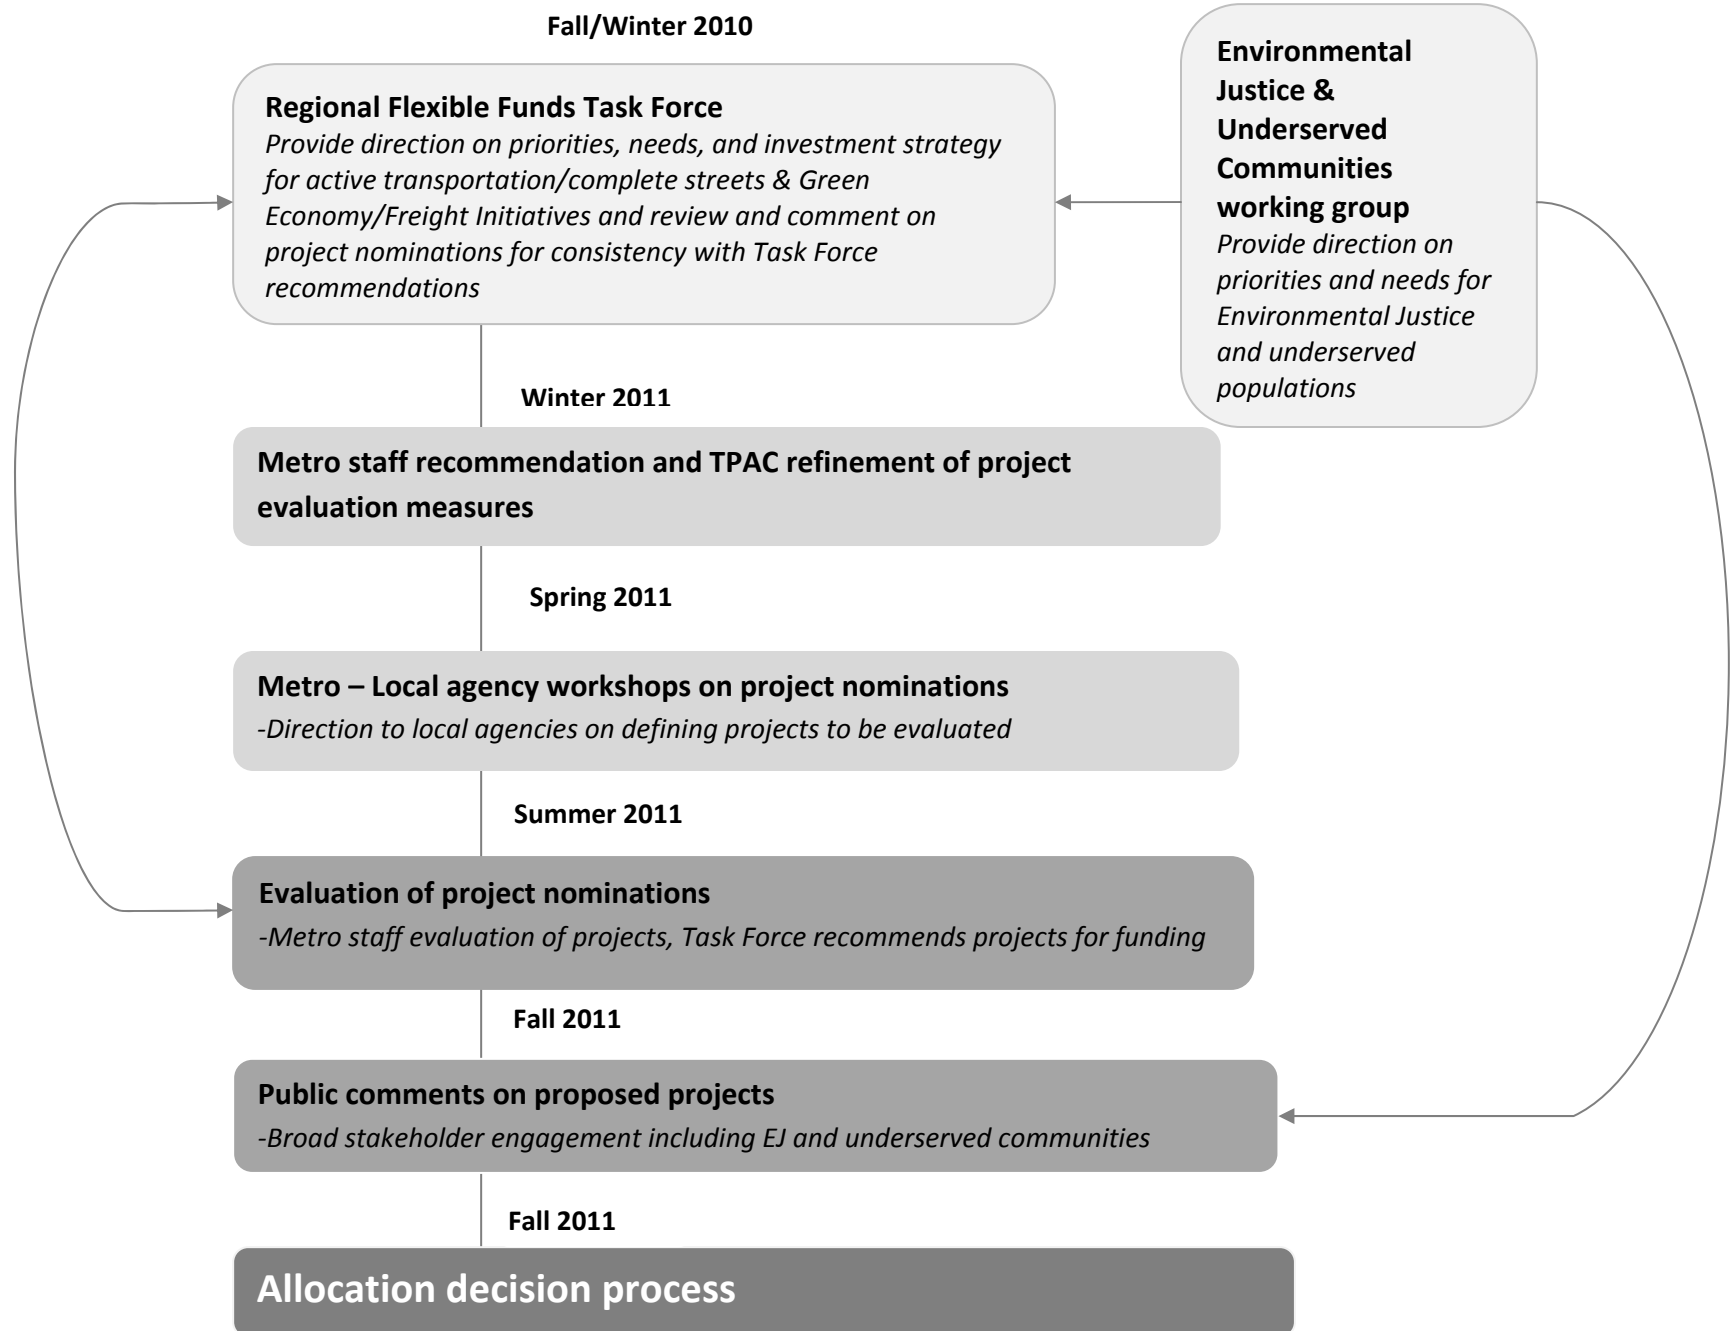 Fall/Winter 2010
Regional Flexible Funds Task Force
Provide direction on priorities, needs, and investment strategy
for active transportation/complete streets & Green
Economy/Freight Initiatives and review and comment on
project nominations for consistency with Task Force
recommendations
Environmental
Justice &
Underserved
Communities
working group
Provide direction on
priorities and needs for
Environmental Justice
and underserved
populations
Winter 2011
Metro staff recommendation and TPAC refinement of project
evaluation measures
Spring 2011
Metro – Local agency workshops on project nominations
-Direction to local agencies on defining projects to be evaluated
Summer 2011
Evaluation of project nominations
-Metro staff evaluation of projects, Task Force recommends projects for funding
Fall 2011
Public comments on proposed projects
-Broad stakeholder engagement including EJ and underserved communities
Fall 2011
Allocation decision process